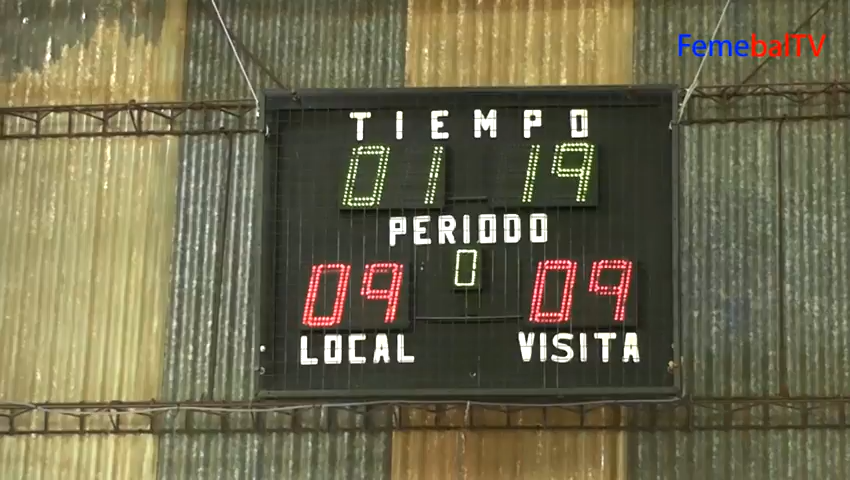 FemebalTV
TIEMPO
01 19
PERIODO
0
09 09
LOCAL VISITA